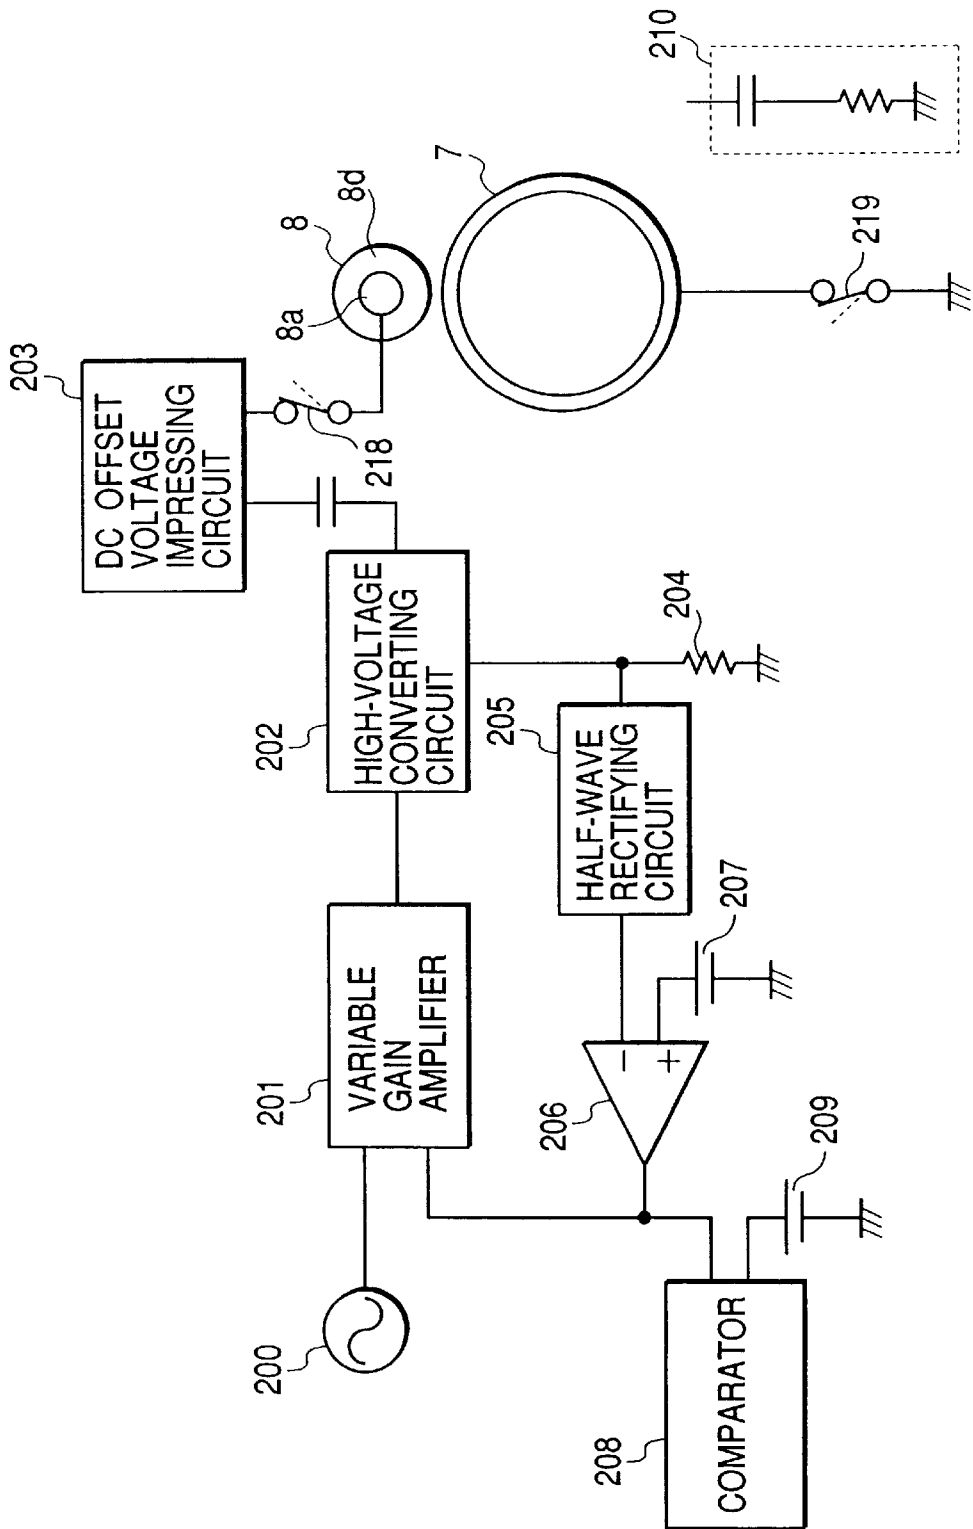 203
DC OFFSET
VOLTAGE
IMPRESSING
CIRCUIT
218
8
8d
8a
7
210
219
202
HIGH-VOLTAGE
CONVERTING
CIRCUIT
204
205
HALF-WAVE
RECTIFYING
CIRCUIT
207
201
VARIABLE
GAIN
AMPLIFIER
206
−
+
209
200
208
COMPARATOR